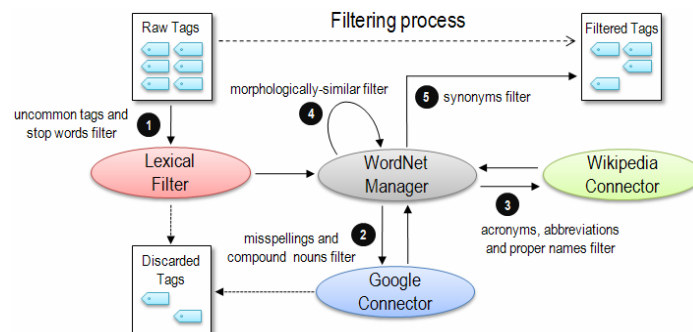 Raw Tags
Filtering process
Filtered Tags
uncommon tags and
stop words filter
1
morphologically-similar filter
4
5
synonyms filter
Lexical
Filter
WordNet
Manager
Wikipedia
Connector
3
acronyms, abbreviations
and proper names filter
misspellings and
compound nouns filter
2
Discarded
Tags
Google
Connector